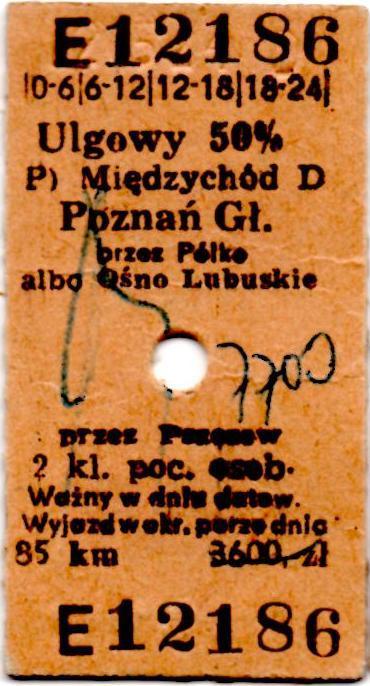 E12186
|0-6|6-12|12-18|18-24|
Ulgowy 50%
P) Międzychód D
Poznań Gł.
przez Pólko
albo Ośno Lubuskie
7700
przez
2 kl. poc. osob.
Ważny w dniu datow.
Wyjazd w okr. porze dnia
85 km 3600,- zł
E12186